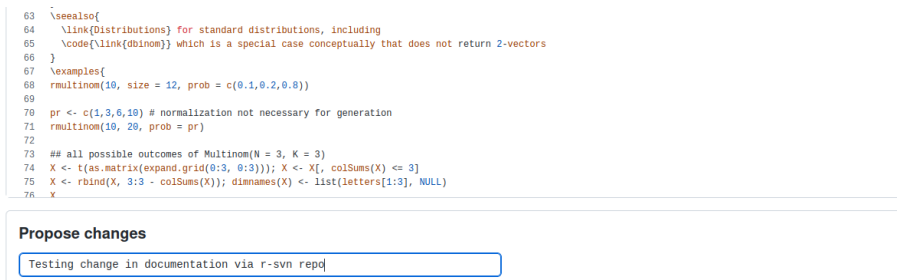 63 \seealso{
64 \link{Distributions} for standard distributions, including
65 \code{\link{dbinom}} which is a special case conceptually that does not return 2-vectors
66 }
67 \examples{
68 rmultinom(10, size = 12, prob = c(0.1,0.2,0.8))
69
70 pr <- c(1,3,6,10) # normalization not necessary for generation
71 rmultinom(10, 20, prob = pr)
72
73 ## all possible outcomes of Multinom(N = 3, K = 3)
74 X <- t(as.matrix(expand.grid(0:3, 0:3))); X <- X[, colSums(X) <= 3]
75 X <- rbind(X, 3:3 - colSums(X)); dimnames(X) <- list(letters[1:3], NULL)
76 X
Propose changes
Testing change in documentation via r-svn repo